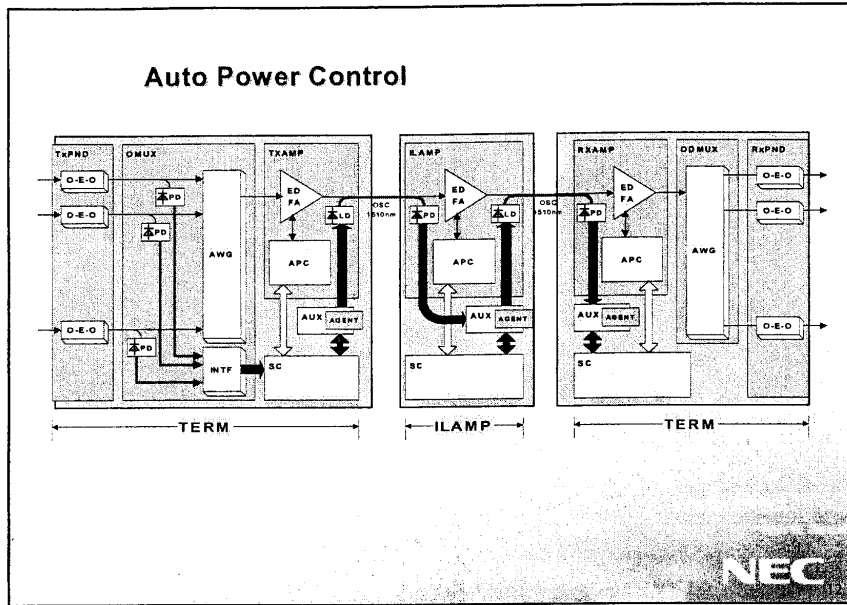 Auto Power Control
TxPND
OMUX
TXAMP
ILAMP
RXAMP
ODMUX
RxPND
O-E-O
O-E-O
O-E-O
PD
PD
PD
AWG
INTF
ED
FA
LD
APC
AUX
AGENT
SC
OSC
1510nm
PD
ED
FA
LD
APC
AUX
AGENT
SC
OSC
1510nm
PD
ED
FA
APC
AUX
AGENT
SC
AWG
O-E-O
O-E-O
O-E-O
TERM
ILAMP
TERM
NEC